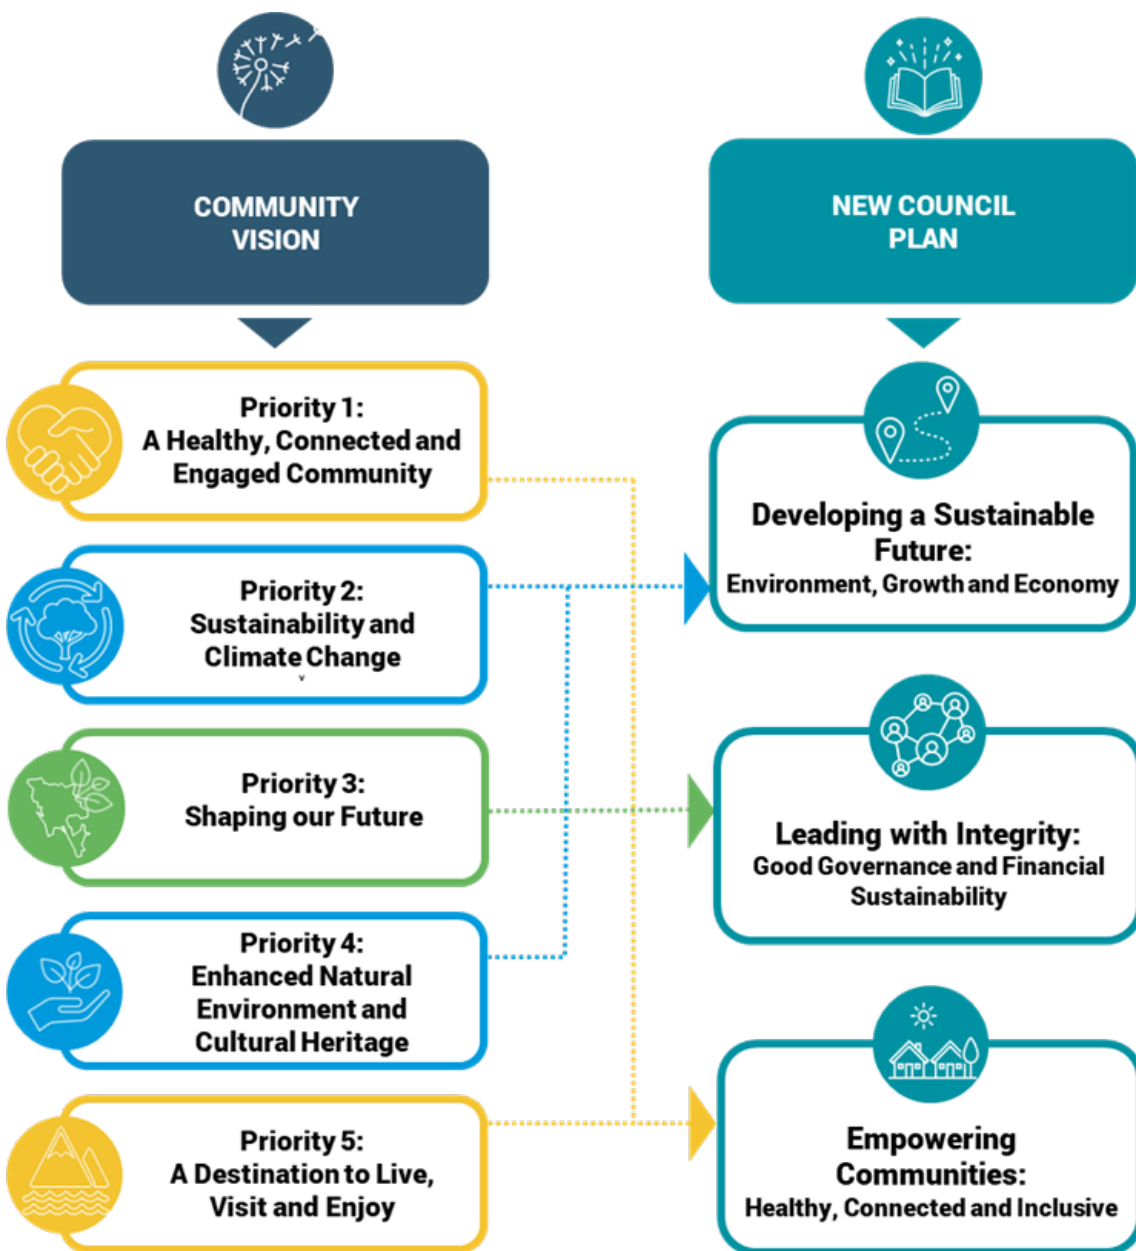 COMMUNITY
VISION
NEW COUNCIL
PLAN
Priority 1:
A Healthy, Connected and
Engaged Community
Priority 2:
Sustainability and
Climate Change
v
Priority 3:
Shaping our Future
Priority 4:
Enhanced Natural
Environment and
Cultural Heritage
Priority 5:
A Destination to Live,
Visit and Enjoy
Developing a Sustainable
Future:
Environment, Growth and Economy
Leading with Integrity:
Good Governance and Financial
Sustainability
Empowering
Communities:
Healthy, Connected and Inclusive